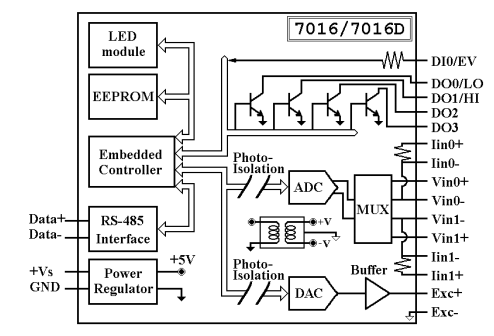 7016/7016D
LED
module
EEPROM
Embedded
Controller
RS-485
Interface
Power
Regulator
+5V
Data+
Data-
+Vs
GND
Photo-
Isolation
ADC
MUX
+V
-V
Photo-
Isolation
DAC
Buffer
DI0/EV
DO0/LO
DO1/HI
DO2
DO3
Iin0+
Iin0-
Vin0+
Vin0-
Vin1-
Vin1+
Iin1-
Iin1+
Exc+
Exc-